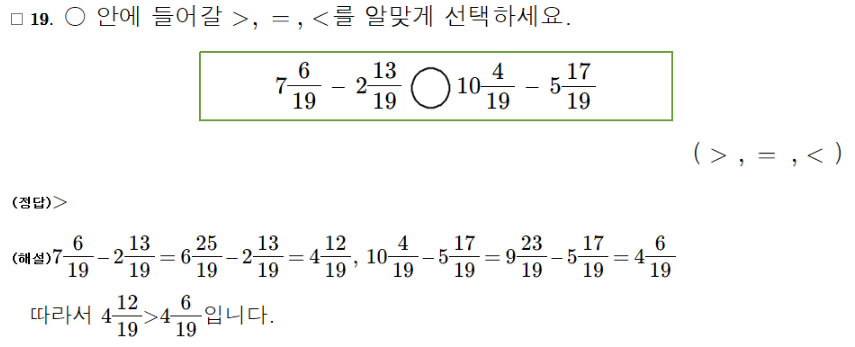 □ 19. ○ 안에 들어갈 >, =, <를 알맞게 선택하세요.
7 6/19 − 2 13/19 ○ 10 4/19 − 5 17/19
( > , = , < )
(정답)>
(해설)7 6/19 − 2 13/19 = 6 25/19 − 2 13/19 = 4 12/19, 10 4/19 − 5 17/19 = 9 23/19 − 5 17/19 = 4 6/19
따라서 4 12/19 > 4 6/19 입니다.